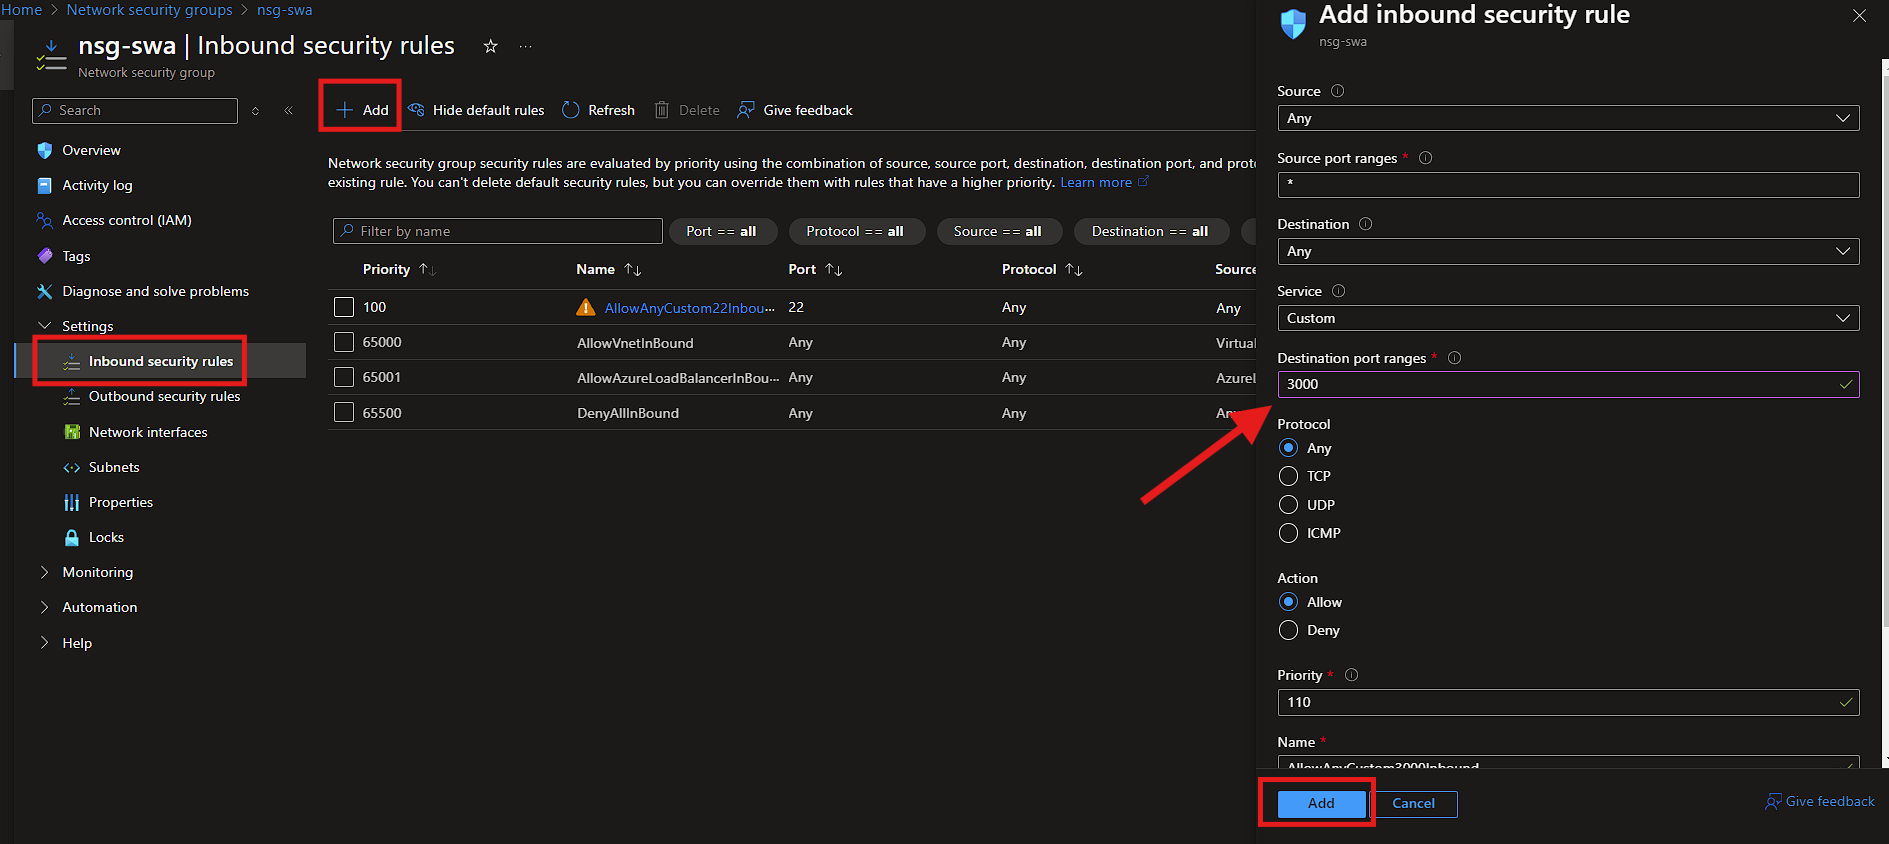 Home > Network security groups > nsg-swa
nsg-swa | Inbound security rules
Network security group
Search
Overview
Activity log
Access control (IAM)
Tags
Diagnose and solve problems
Settings
Inbound security rules
Outbound security rules
Network interfaces
Subnets
Properties
Locks
Monitoring
Automation
Help
Add Hide default rules Refresh Delete Give feedback
Network security group security rules are evaluated by priority using the combination of source, source port, destination, destination port, and proto
existing rule. You can't delete default security rules, but you can override them with rules that have a higher priority. Learn more
Filter by name Port == all Protocol == all Source == all Destination == all
Priority Name Port Protocol Source
100 AllowAnyCustom22Inbou... 22 Any Any
65000 AllowVnetInBound Any Any Virtual
65001 AllowAzureLoadBalancerInBou... Any Any AzureL
65500 DenyAllInBound Any Any Any
Add inbound security rule
nsg-swa
Source
Any
Source port ranges *
*
Destination
Any
Service
Custom
Destination port ranges *
3000
Protocol
Any
TCP
UDP
ICMP
Action
Allow
Deny
Priority *
110
Name *
AllowAnyCustom3000Inbound
Add Cancel Give feedback